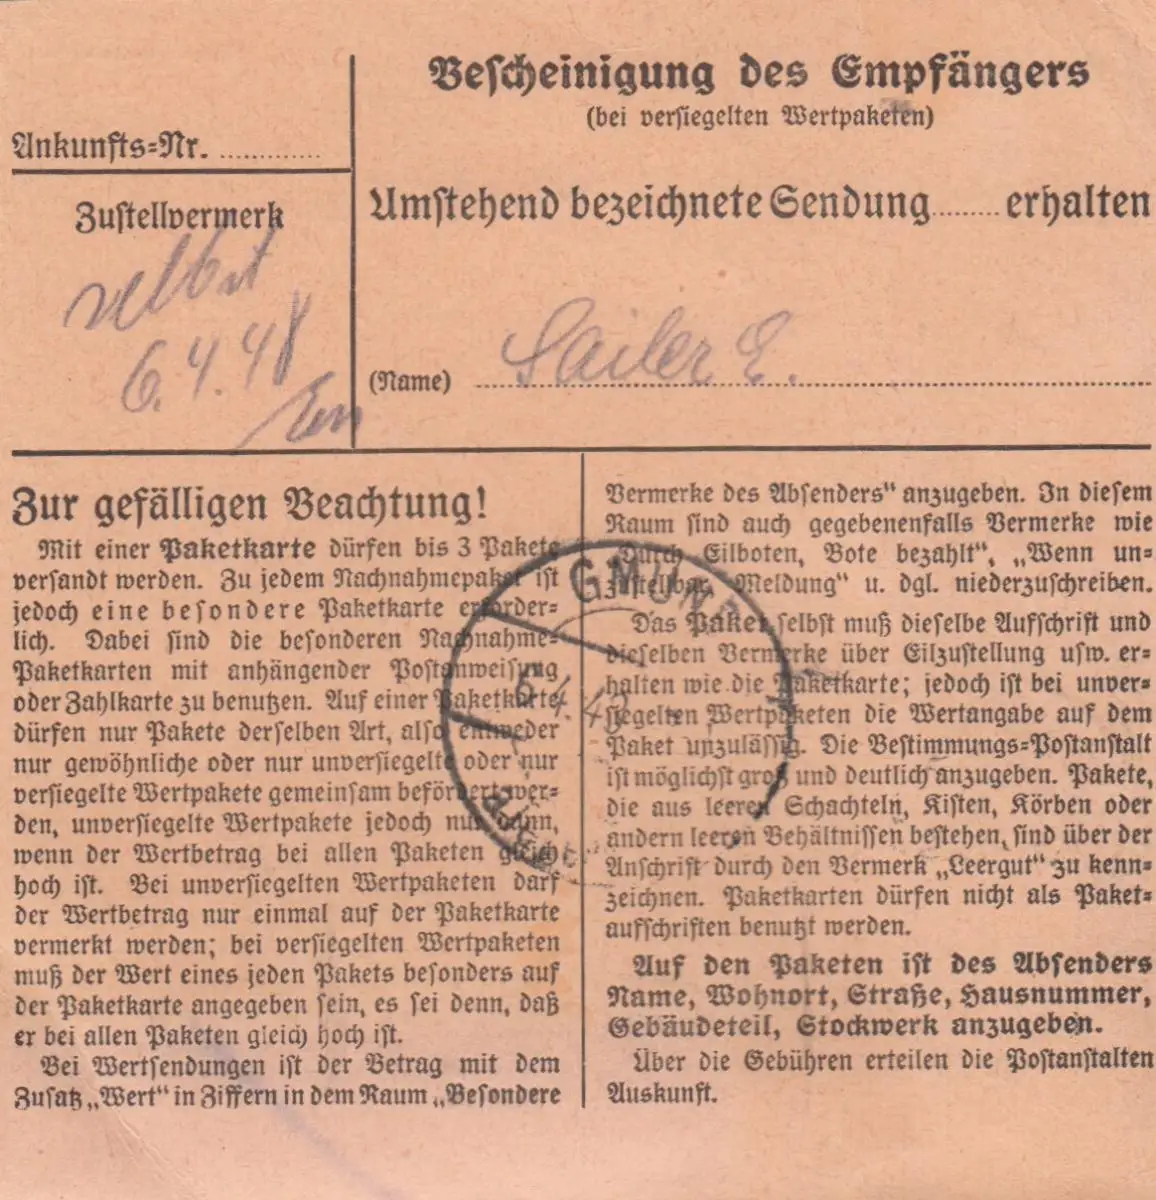 Bescheinigung des Empfängers
(bei versiegelten Wertpaketen)
Ankunfts-Nr. ............
Zustellvermerk
Umstehend bezeichnete Sendung........ erhalten
selbst
6.4.48
(Name) Sailer E.
Zur gefälligen Beachtung!
Mit einer Paketkarte dürfen bis 3 Pakete
versandt werden. Zu jedem Nachnahmepaket ist
jedoch eine besondere Paketkarte erforder-
lich. Dabei sind die besonderen Nachnahme-
Paketkarten mit anhängender Postanweisung
oder Zahlkarte zu benutzen. Auf einer Paketkarte
dürfen nur Pakete derselben Art, also entweder
nur gewöhnliche oder nur unversiegelte oder nur
versiegelte Wertpakete gemeinsam befördert wer-
den, unversiegelte Wertpakete jedoch nur dann,
wenn der Wertbetrag bei allen Paketen gleich
hoch ist. Bei unversiegelten Wertpaketen darf
der Wertbetrag nur einmal auf der Paketkarte
vermerkt werden; bei versiegelten Wertpaketen
muß der Wert eines jeden Pakets besonders auf
der Paketkarte angegeben sein, es sei denn, daß
er bei allen Paketen gleich hoch ist.
Bei Wertsendungen ist der Betrag mit dem
Zusatz „Wert“ in Ziffern in dem Raum „Besondere
Vermerke des Absenders“ anzugeben. In diesem
Raum sind auch gegebenenfalls Vermerke wie
„Durch Eilboten, Bote bezahlt“, „Wenn un-
zustellbar, Meldung“ u. dgl. niederzuschreiben.
Das Paket selbst muß dieselbe Aufschrift und
dieselben Vermerke über Eilzustellung usw. er-
halten wie die Paketkarte; jedoch ist bei unver-
siegelten Wertpaketen die Wertangabe auf dem
Paket unzulässig. Die Bestimmungs-Postanstalt
ist möglichst groß und deutlich anzugeben. Pakete,
die aus leeren Schachteln, Kisten, Körben oder
andern leeren Behältnissen bestehen, sind über der
Anschrift durch den Vermerk „Leergut“ zu kenn-
zeichnen. Paketkarten dürfen nicht als Paket-
aufschriften benutzt werden.
Auf den Paketen ist des Absenders
Name, Wohnort, Straße, Hausnummer,
Gebäudeteil, Stockwerk anzugeben.
Über die Gebühren erteilen die Postanstalten
Auskunft.
GMUND
6.4.48